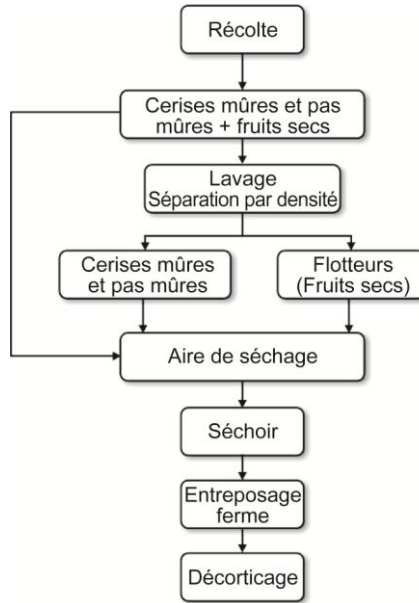 Récolte
Cerises mûres et pas
mûres + fruits secs
Lavage
Séparation par densité
Cerises mûres
et pas mûres
Flotteurs
(Fruits secs)
Aire de séchage
Séchoir
Entreposage
ferme
Décorticage